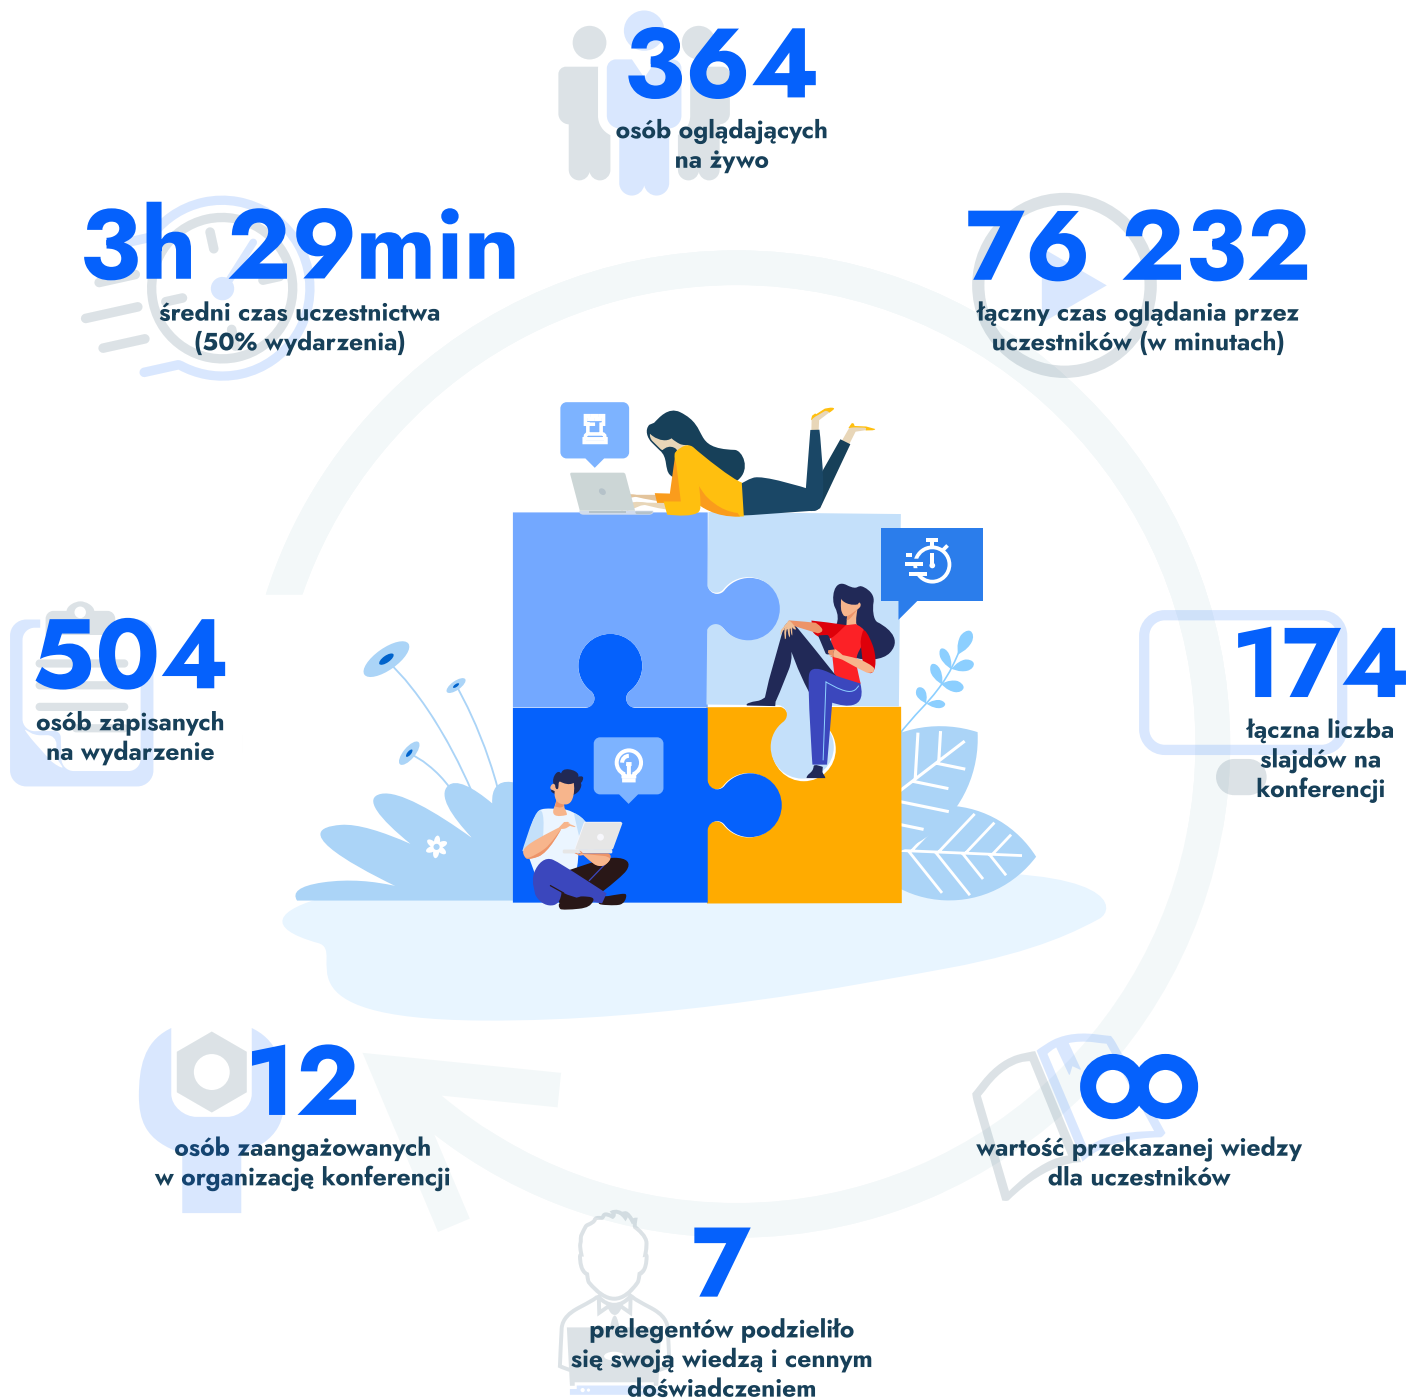 364
osób oglądających
na żywo
3h 29min
średni czas uczestnictwa
(50% wydarzenia)
76 232
łączny czas oglądania przez
uczestników (w minutach)
504
osób zapisanych
na wydarzenie
174
łączna liczba
slajdów na
konferencji
12
osób zaangażowanych
w organizację konferencji
∞
wartość przekazanej wiedzy
dla uczestników
7
prelegentów podzieliło
się swoją wiedzą i cennym
doświadczeniem